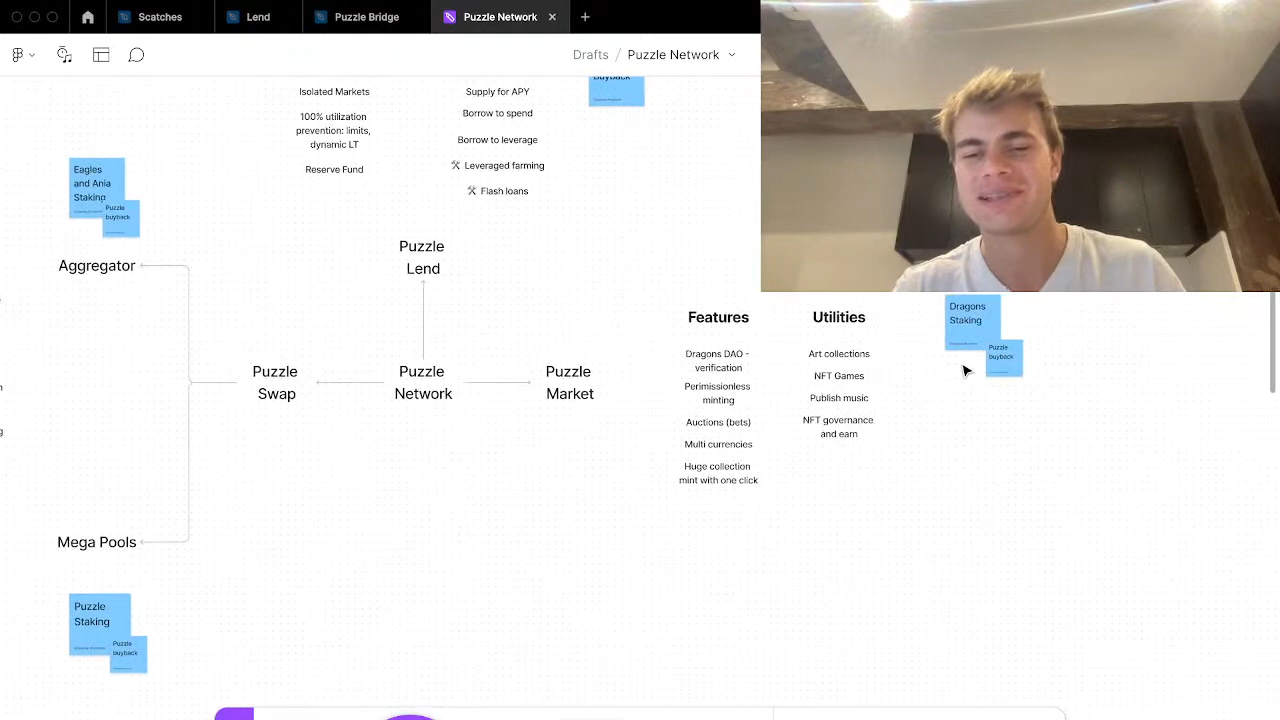 Scatches
Lend
Puzzle Bridge
Puzzle Network
Drafts / Puzzle Network
Isolated Markets
100% utilization
prevention: limits,
dynamic LT
Reserve Fund
Supply for APY
Borrow to spend
Borrow to leverage
🛠 Leveraged farming
🛠 Flash loans
buyback
Eagles
and Ania
Staking
Puzzle
buyback
Aggregator
Puzzle
Lend
Puzzle
Swap
Puzzle
Network
Puzzle
Market
Mega Pools
Puzzle
Staking
Puzzle
buyback
Features
Dragons DAO -
verification
Perimissionless
minting
Auctions (bets)
Multi currencies
Huge collection
mint with one click
Utilities
Art collections
NFT Games
Publish music
NFT governance
and earn
Dragons
Staking
Puzzle
buyback